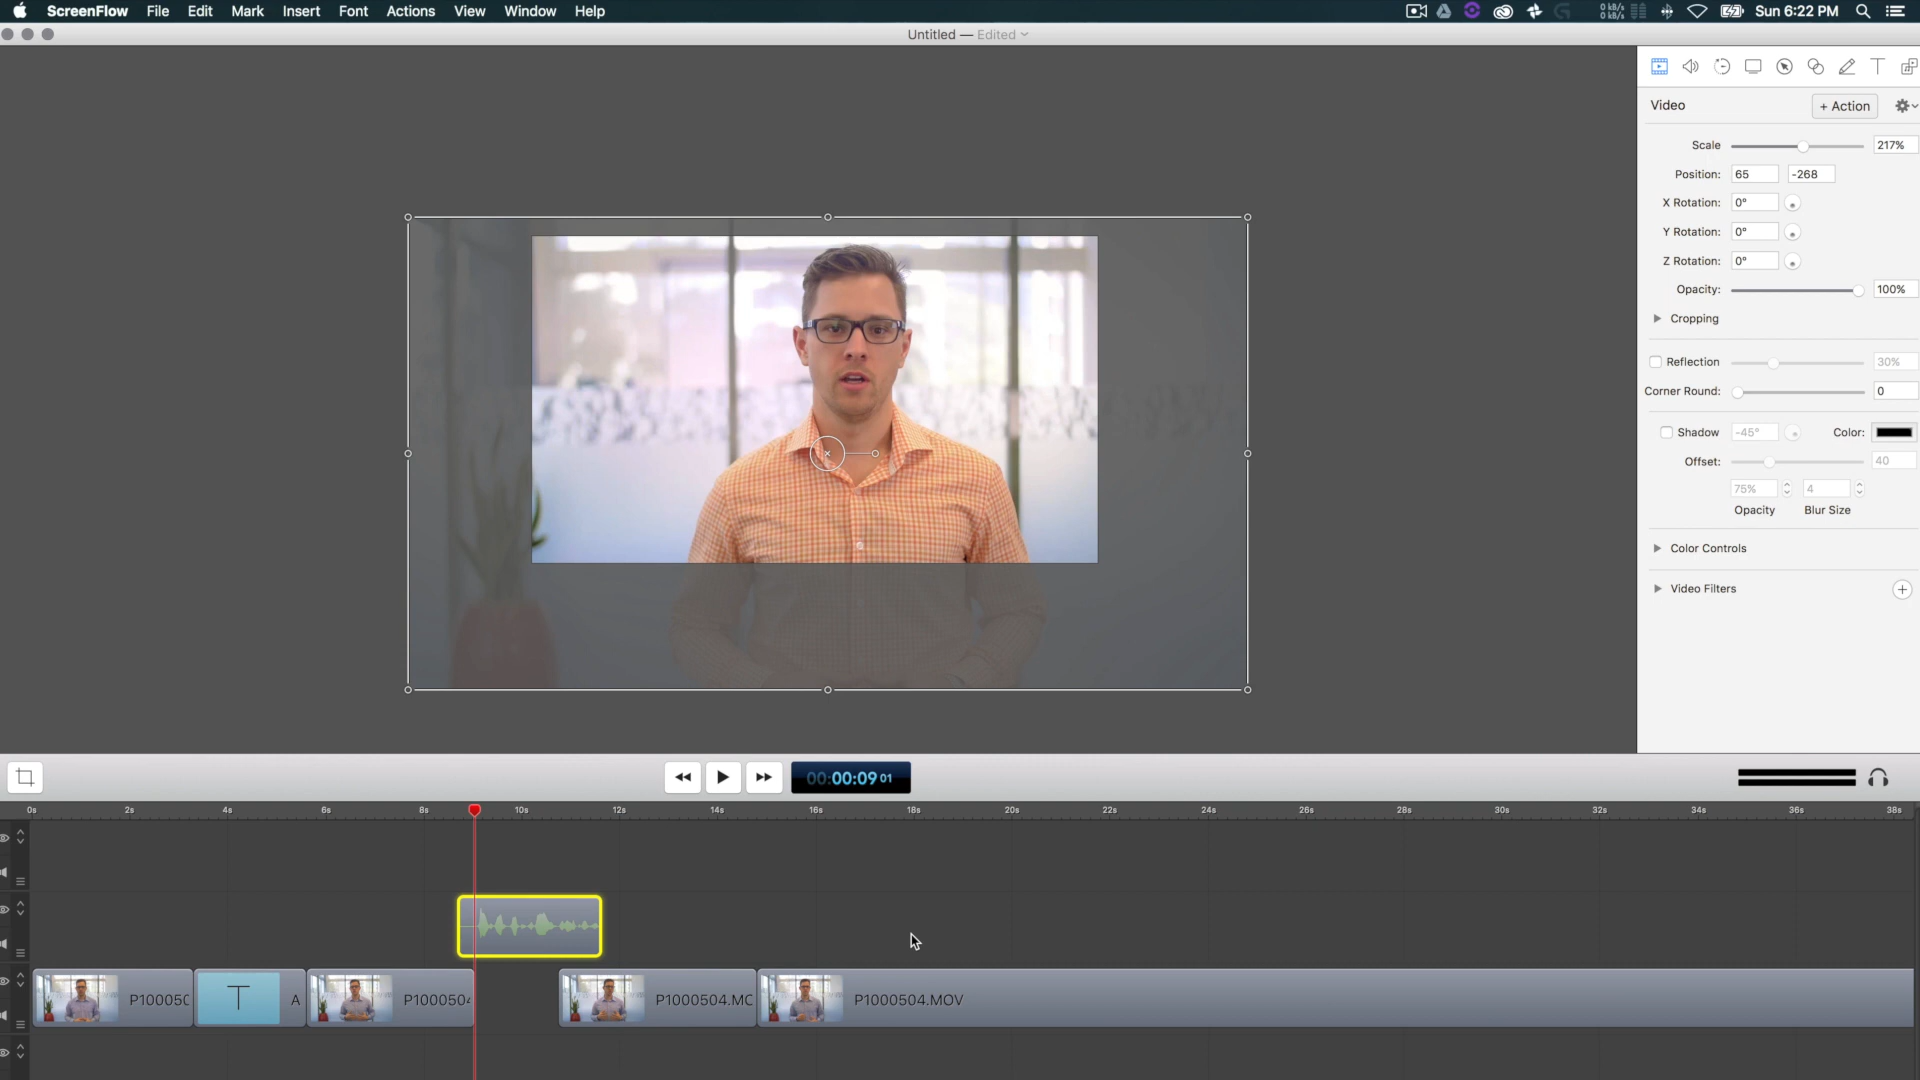 ScreenFlow File Edit Mark Insert Font Actions View Window Help
0 kB/s
0 kB/s
Sun 6:22 PM
Untitled — Edited
Video
+ Action
Scale 217%
Position: 65 -268
X Rotation: 0°
Y Rotation: 0°
Z Rotation: 0°
Opacity: 100%
Cropping
Reflection 30%
Corner Round: 0
Shadow -45° Color:
Offset: 40
75% 4
Opacity Blur Size
Color Controls
Video Filters
00:00:09 01
0s 2s 4s 6s 8s 10s 12s 14s 16s 18s 20s 22s 24s 26s 28s 30s 32s 34s 36s 38s
P10005C T A P1000504 P1000504.MC P1000504.MOV